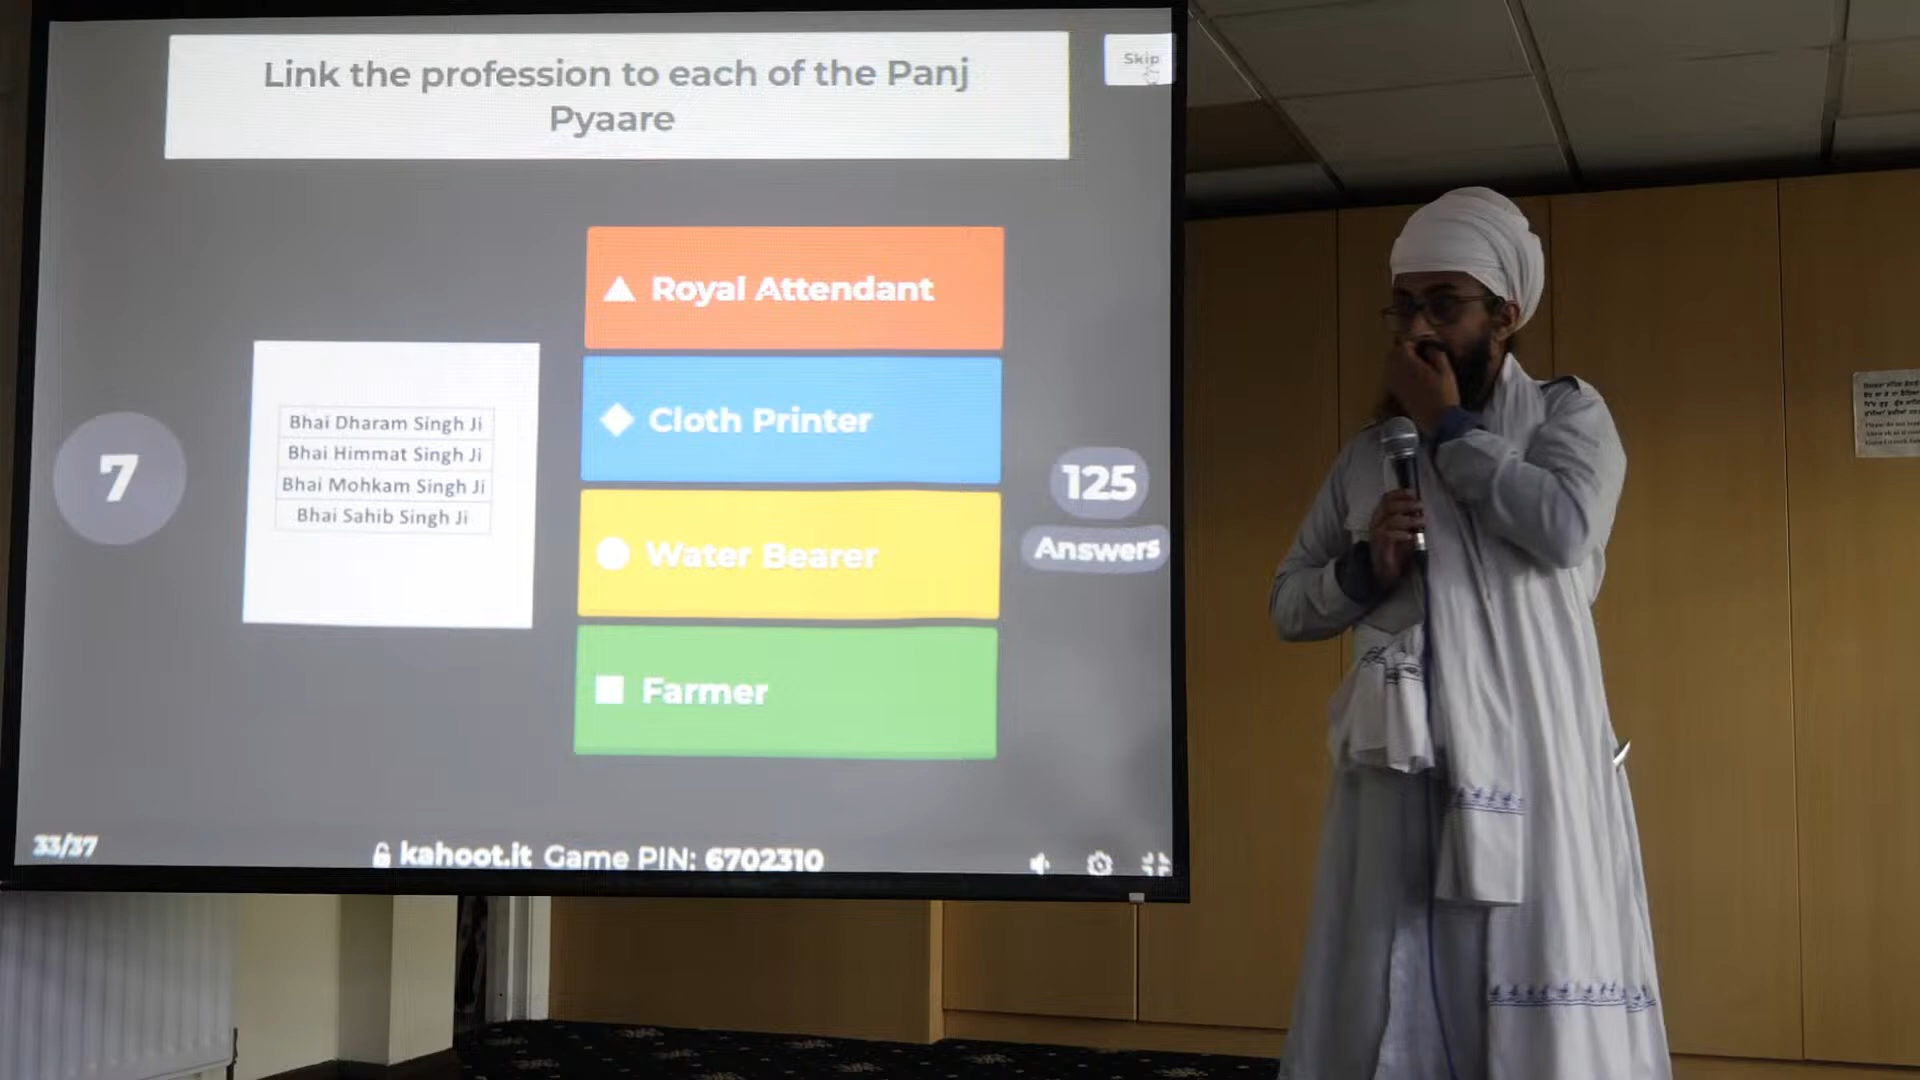 Link the profession to each of the Panj
Pyaare
Skip
Royal Attendant
Cloth Printer
Water Bearer
Farmer
Bhai Dharam Singh Ji
Bhai Himmat Singh Ji
Bhai Mohkam Singh Ji
Bhai Sahib Singh Ji
7
125
Answers
33/37
kahoot.it Game PIN: 6702310